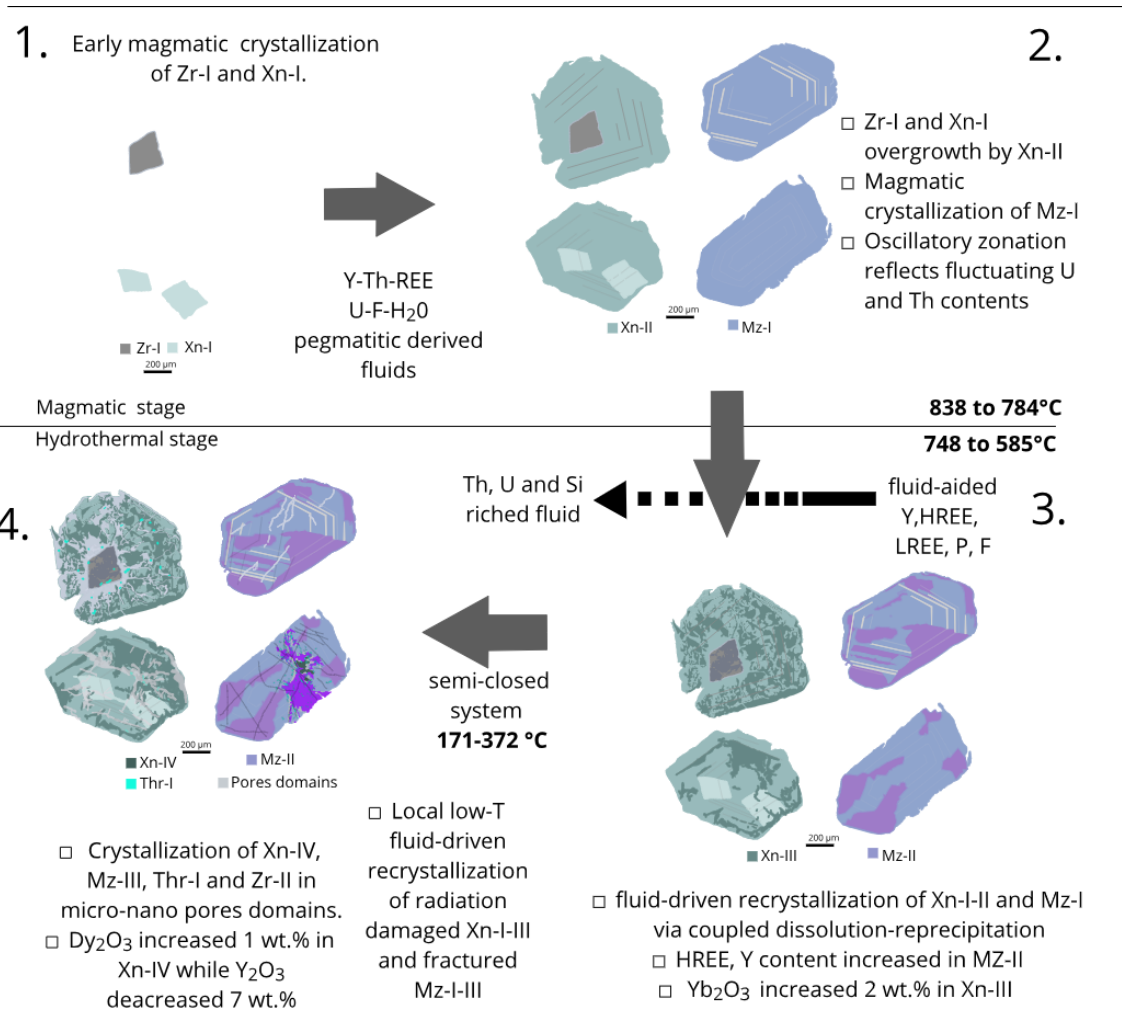 1.
Early magmatic crystallization
of Zr-I and Xn-I.
Zr-I Xn-I
200 µm
Y-Th-REE
U-F-H20
pegmatitic derived
fluids
2.
Zr-I and Xn-I
overgrowth by Xn-II
Magmatic
crystallization of Mz-I
Oscillatory zonation
reflects fluctuating U
and Th contents
200 µm
Xn-II
Mz-I
Magmatic stage
838 to 784°C
Hydrothermal stage
748 to 585°C
Th, U and Si
riched fluid
fluid-aided
Y,HREE,
LREE, P, F
3.
200 µm
Xn-III
Mz-II
fluid-driven recrystallization of Xn-I-II and Mz-I
via coupled dissolution-reprecipitation
HREE, Y content increased in MZ-II
Yb2O3 increased 2 wt.% in Xn-III
semi-closed
system
171-372 °C
4.
200 µm
Xn-IV
Mz-II
Thr-I
Pores domains
Crystallization of Xn-IV,
Mz-III, Thr-I and Zr-II in
micro-nano pores domains.
Dy2O3 increased 1 wt.% in
Xn-IV while Y2O3
deacreased 7 wt.%
Local low-T
fluid-driven
recrystallization
of radiation
damaged Xn-I-III
and fractured
Mz-I-III